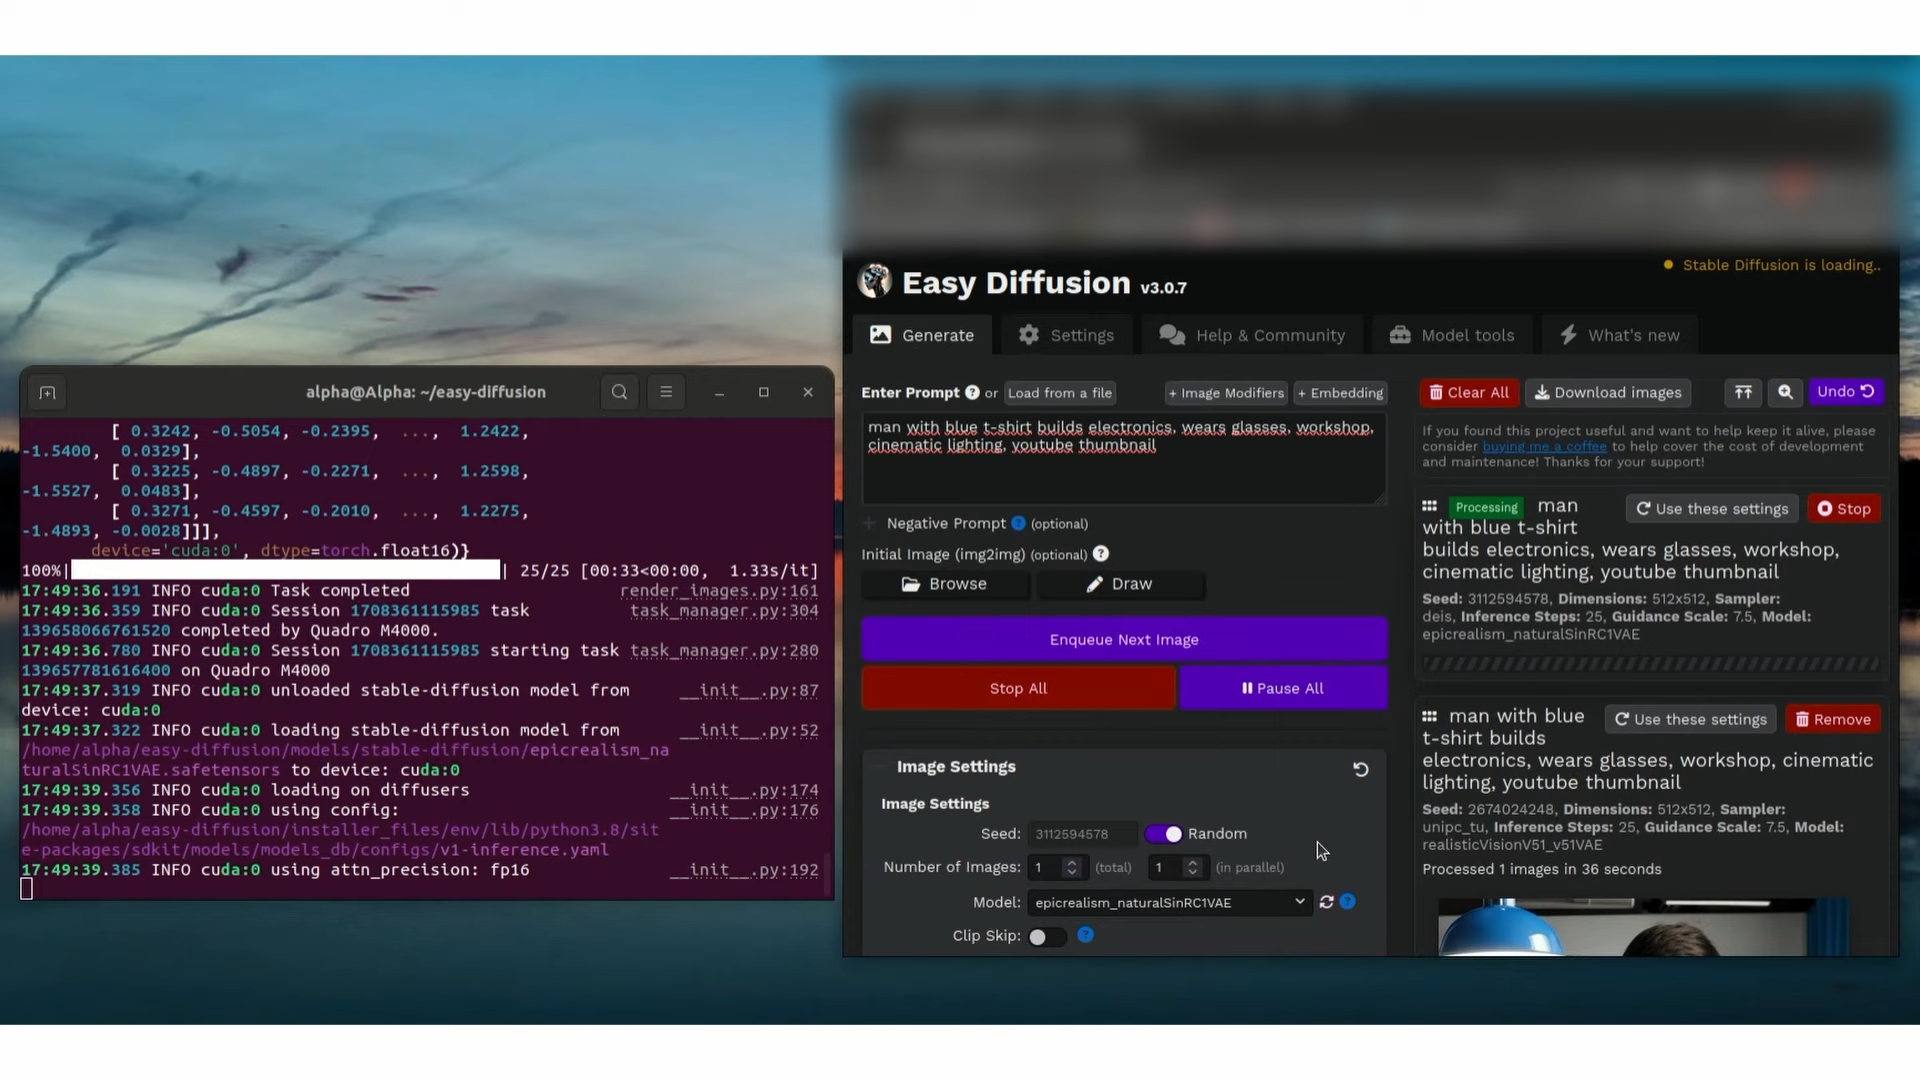 alpha@Alpha: ~/easy-diffusion
[ 0.3242, -0.5054, -0.2395, ..., 1.2422,
-1.5400, 0.0329],
[ 0.3225, -0.4897, -0.2271, ..., 1.2598,
-1.5527, 0.0483],
[ 0.3271, -0.4597, -0.2010, ..., 1.2275,
-1.4893, -0.0028]]],
device='cuda:0', dtype=torch.float16)}
100%| | 25/25 [00:33<00:00, 1.33s/it]
17:49:36.191 INFO cuda:0 Task completed render_images.py:161
17:49:36.359 INFO cuda:0 Session 1708361115985 task task_manager.py:304
139658066761520 completed by Quadro M4000.
17:49:36.780 INFO cuda:0 Session 1708361115985 starting task task_manager.py:280
139657781616400 on Quadro M4000
17:49:37.319 INFO cuda:0 unloaded stable-diffusion model from __init__.py:87
device: cuda:0
17:49:37.322 INFO cuda:0 loading stable-diffusion model from __init__.py:52
/home/alpha/easy-diffusion/models/stable-diffusion/epicrealism_na
turalSinRC1VAE.safetensors to device: cuda:0
17:49:39.356 INFO cuda:0 loading on diffusers __init__.py:174
17:49:39.358 INFO cuda:0 using config: __init__.py:176
/home/alpha/easy-diffusion/installer_files/env/lib/python3.8/sit
e-packages/sdkit/models/models_db/configs/v1-inference.yaml
17:49:39.385 INFO cuda:0 using attn_precision: fp16 __init__.py:192
Easy Diffusion v3.0.7
Stable Diffusion is loading..
Generate Settings Help & Community Model tools What's new
Enter Prompt ? or Load from a file + Image Modifiers + Embedding
man with blue t-shirt builds electronics, wears glasses, workshop,
cinematic lighting, youtube thumbnail
+ Negative Prompt ? (optional)
Initial Image (img2img) (optional) ?
Browse Draw
Enqueue Next Image
Stop All Pause All
Image Settings
Image Settings
Seed: 3112594578 Random
Number of Images: 1 (total) 1 (in parallel)
Model: epicrealism_naturalSinRC1VAE ?
Clip Skip: ?
Clear All Download images Undo
If you found this project useful and want to help keep it alive, please
consider buying me a coffee to help cover the cost of development
and maintenance! Thanks for your support!
Processing man Use these settings Stop
with blue t-shirt
builds electronics, wears glasses, workshop,
cinematic lighting, youtube thumbnail
Seed: 3112594578, Dimensions: 512x512, Sampler:
deis, Inference Steps: 25, Guidance Scale: 7.5, Model:
epicrealism_naturalSinRC1VAE
man with blue Use these settings Remove
t-shirt builds
electronics, wears glasses, workshop, cinematic
lighting, youtube thumbnail
Seed: 2674024248, Dimensions: 512x512, Sampler:
unipc_tu, Inference Steps: 25, Guidance Scale: 7.5, Model:
realisticVisionV51_v51VAE
Processed 1 images in 36 seconds